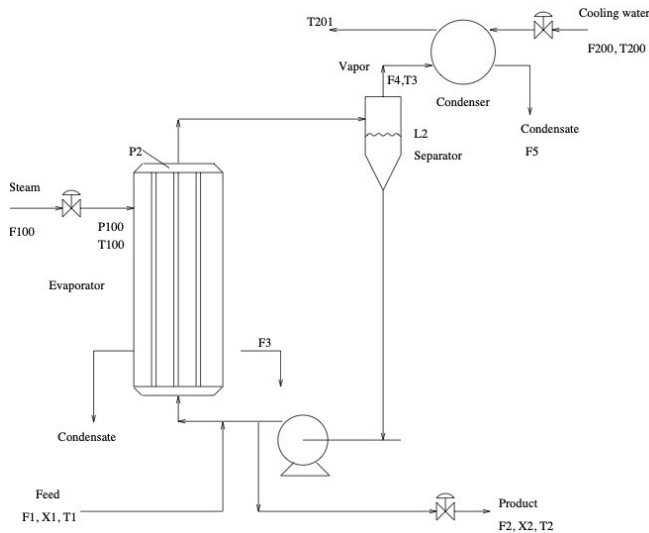 Cooling water
T201
F200, T200
Vapor
F4,T3
Condenser
Condensate
F5
L2
Separator
P2
Steam
F100
P100
T100
Evaporator
F3
Condensate
Feed
F1, X1, T1
Product
F2, X2, T2